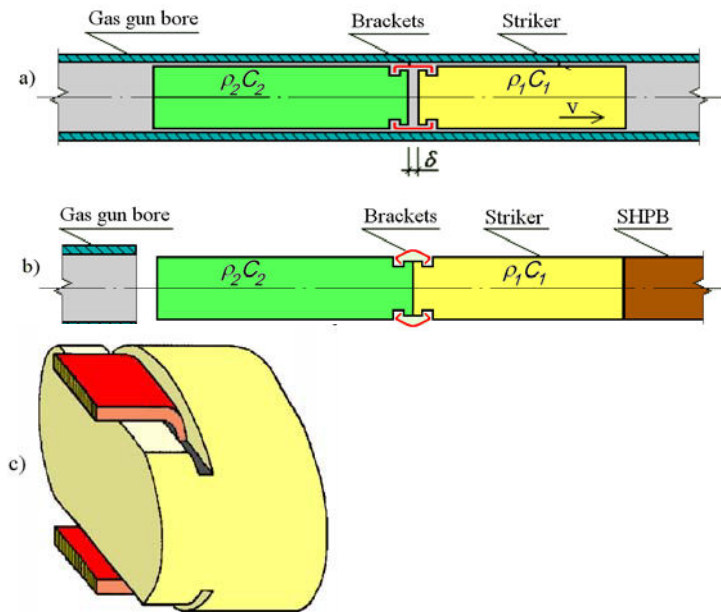 Gas gun bore Brackets Striker
a) ρ₂C₂ ρ₁C₁ v
δ
Gas gun bore Brackets Striker SHPB
b) ρ₂C₂ ρ₁C₁
c)